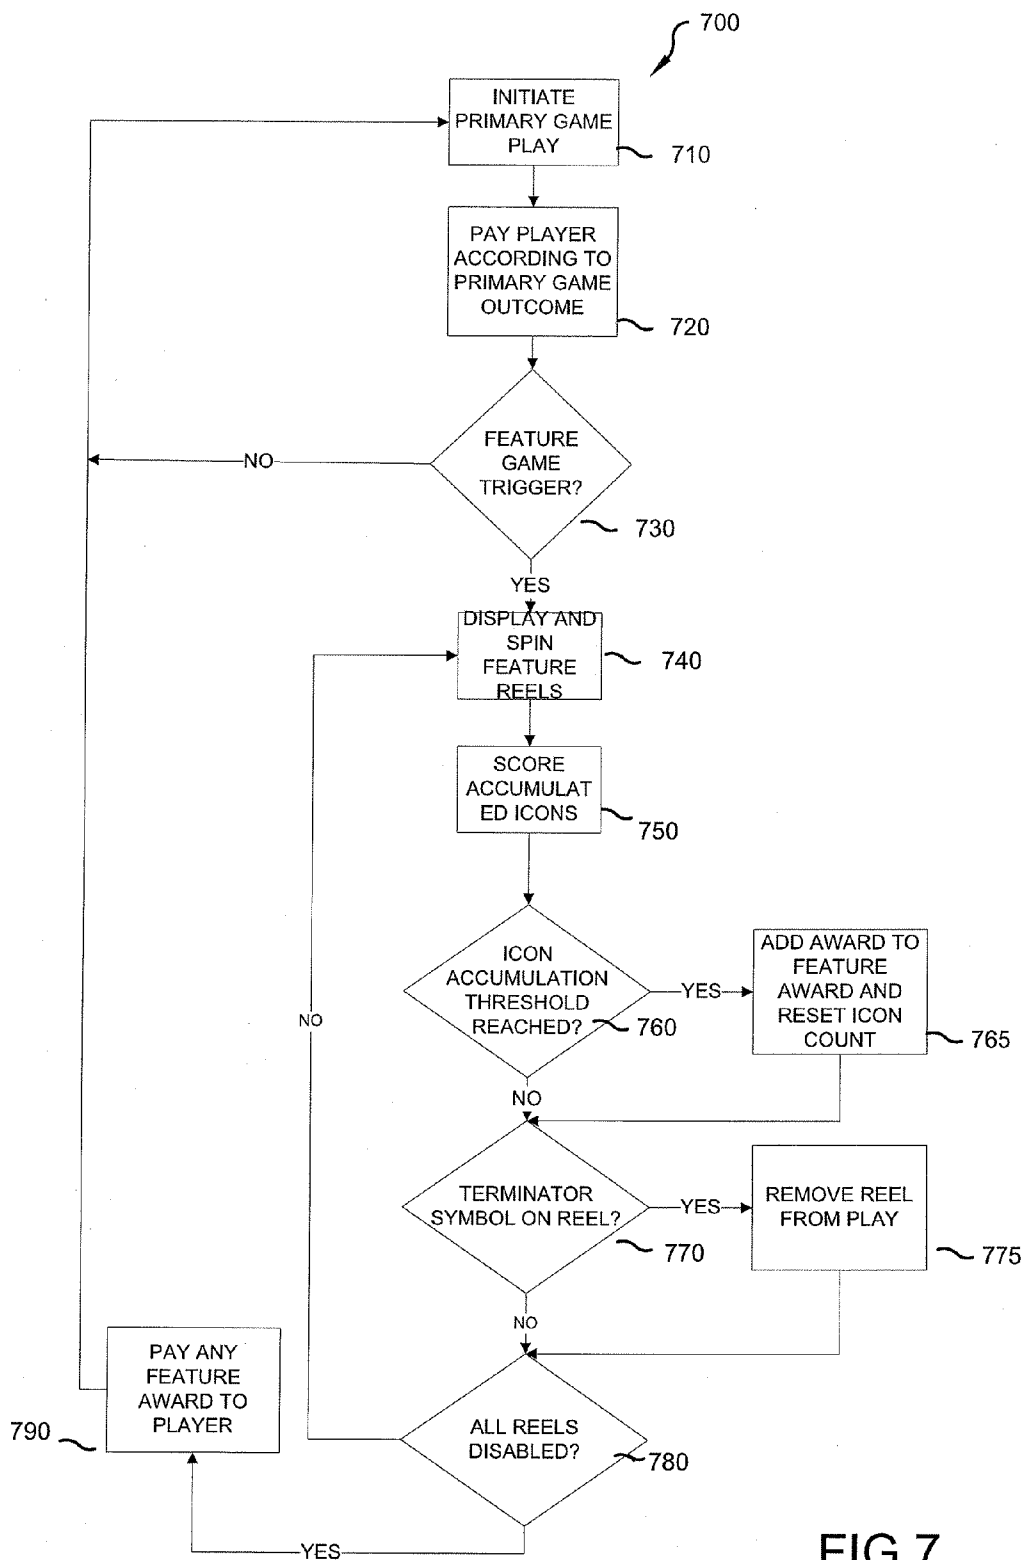 700
INITIATE
PRIMARY GAME
PLAY
710
PAY PLAYER
ACCORDING TO
PRIMARY GAME
OUTCOME
720
FEATURE
GAME
TRIGGER?
NO
730
YES
DISPLAY AND
SPIN
FEATURE
REELS
740
SCORE
ACCUMULAT
ED ICONS
750
ICON
ACCUMULATION
THRESHOLD
REACHED?
760
YES
ADD AWARD TO
FEATURE
AWARD AND
RESET ICON
COUNT
765
NO
NO
TERMINATOR
SYMBOL ON REEL?
770
YES
REMOVE REEL
FROM PLAY
775
NO
ALL REELS
DISABLED?
780
PAY ANY
FEATURE
AWARD TO
PLAYER
790
YES
FIG 7